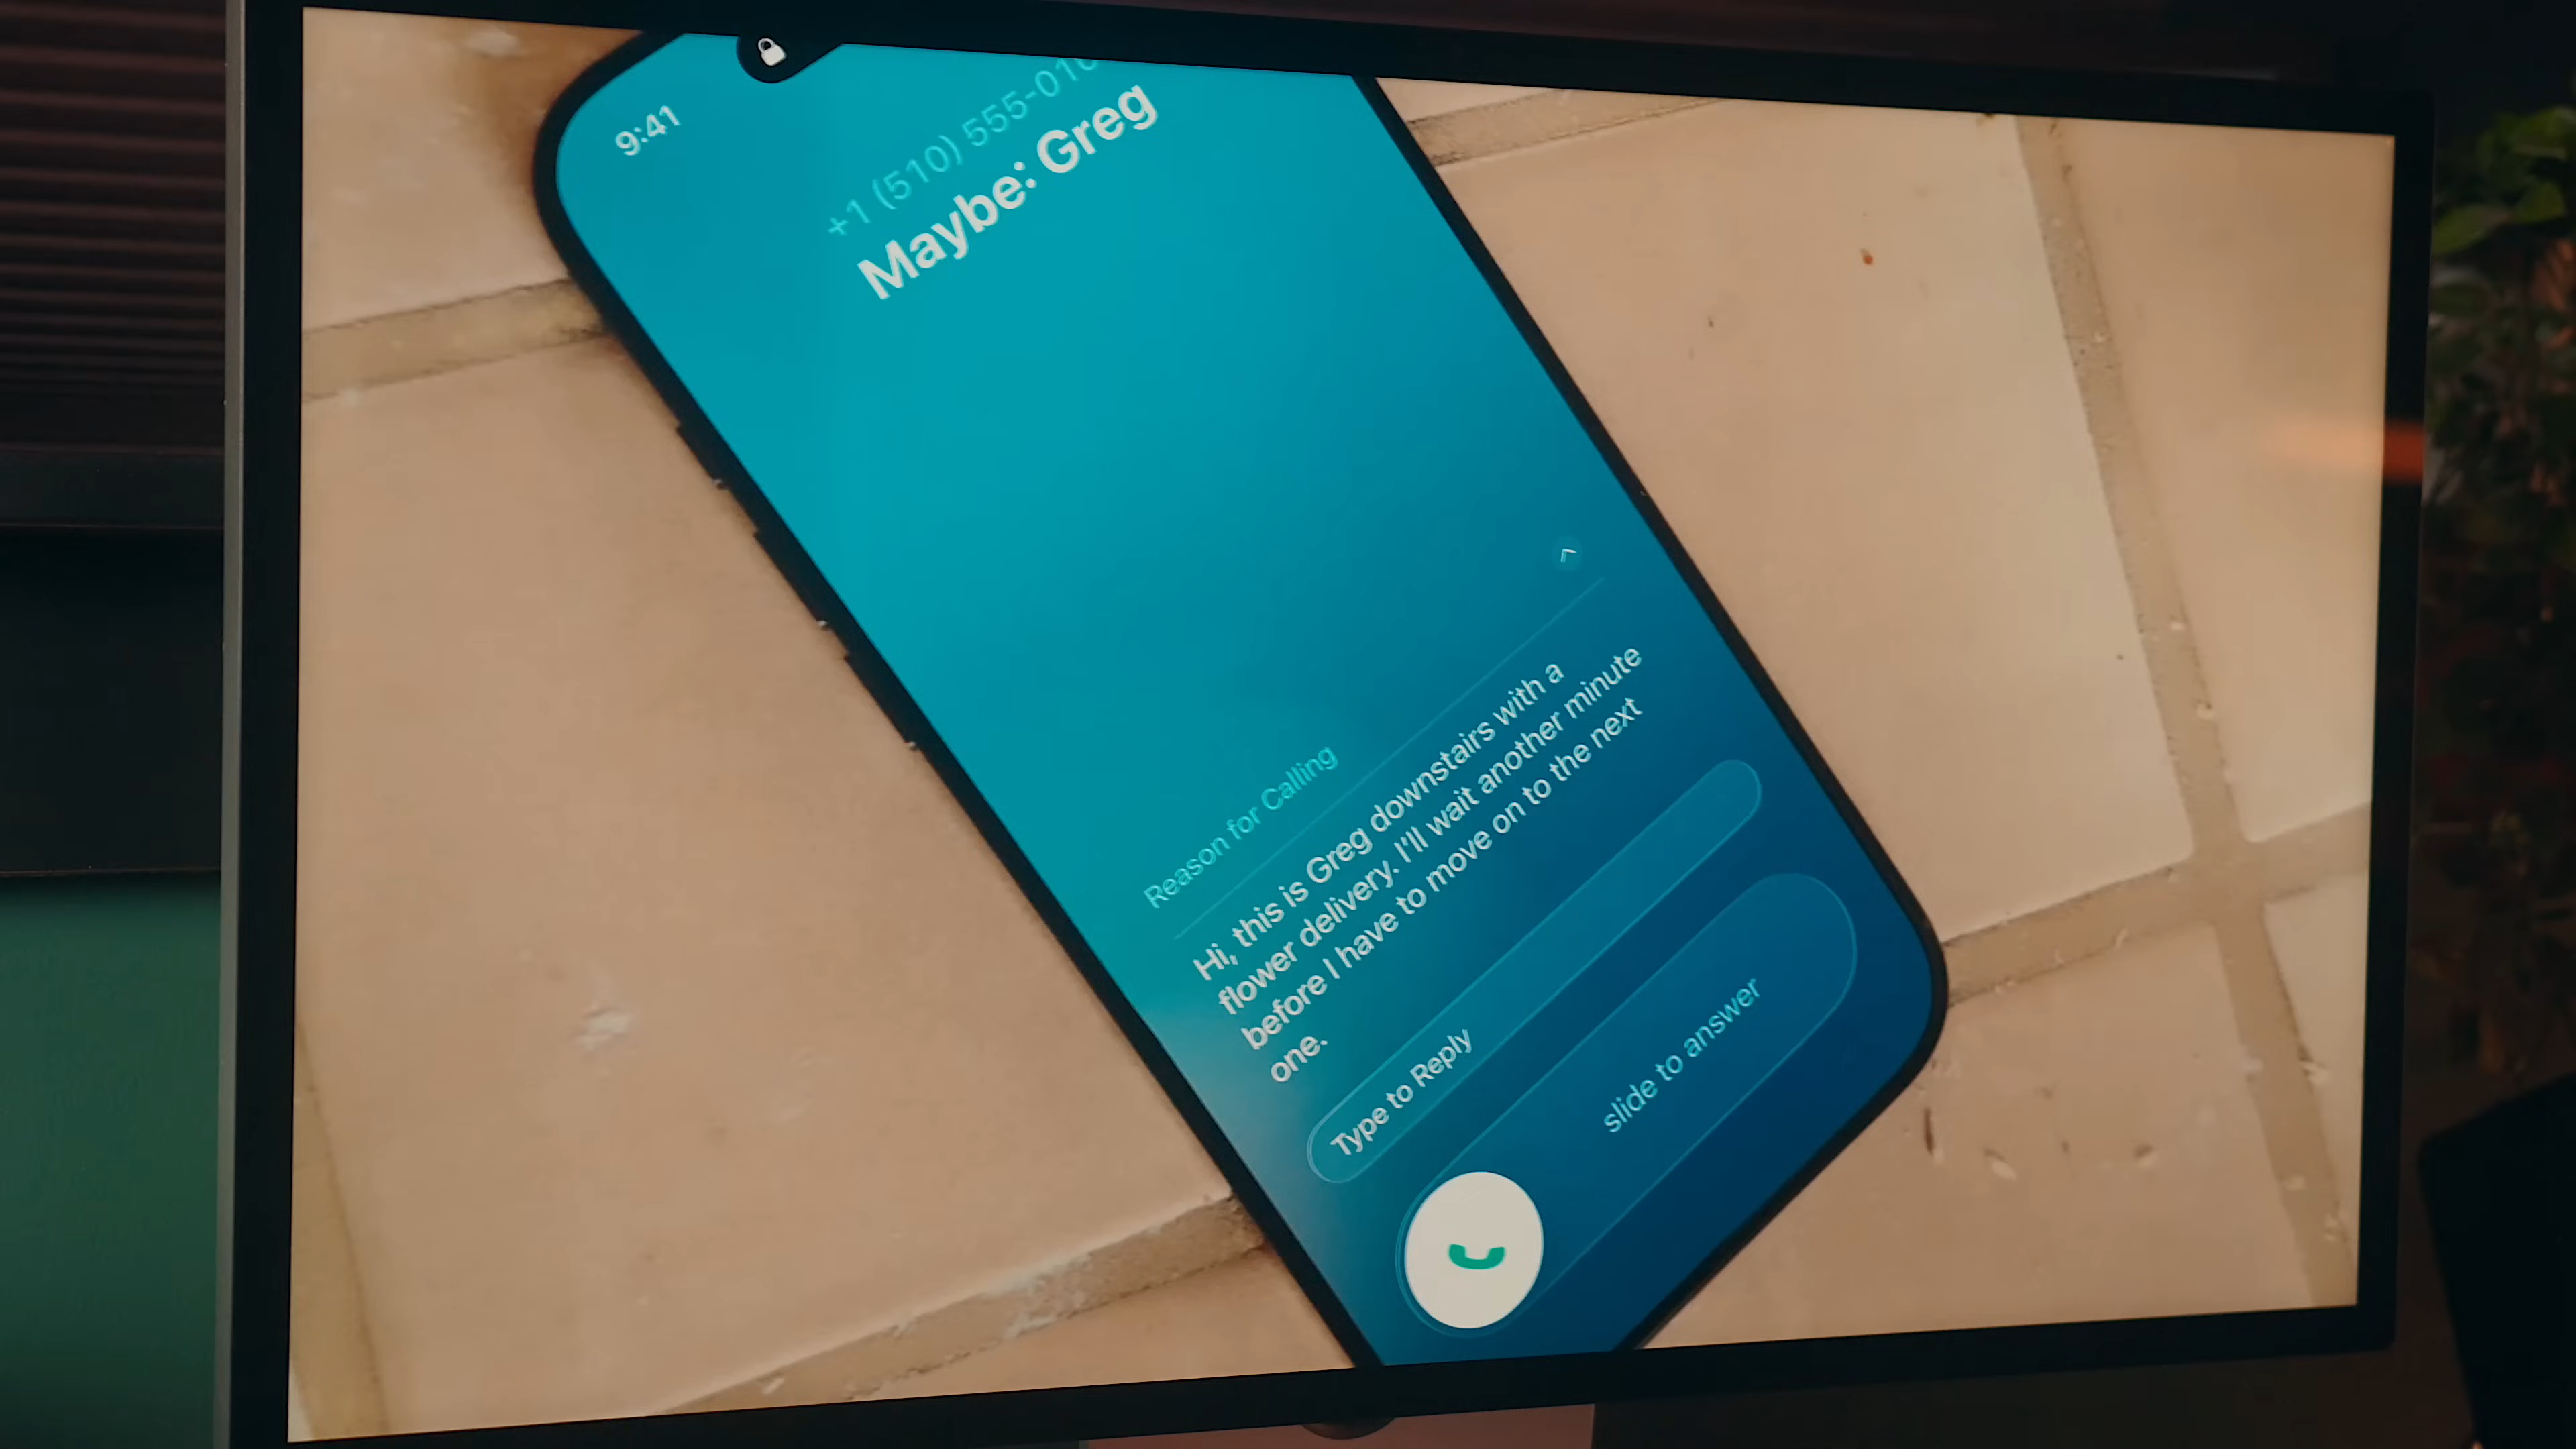 9:41
+1 (510) 555-010
Maybe: Greg
Reason for Calling
Hi, this is Greg downstairs with a
flower delivery. I'll wait another minute
before I have to move on to the next
one.
Type to Reply
slide to answer